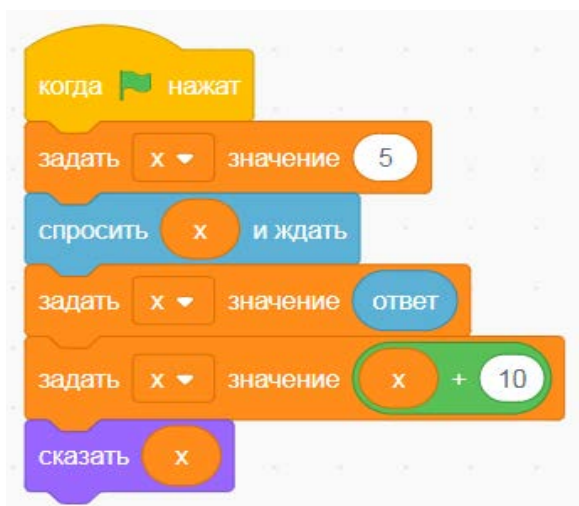 когда нажат
задать x значение 5
спросить x и ждать
задать x значение ответ
задать x значение x + 10
сказать x